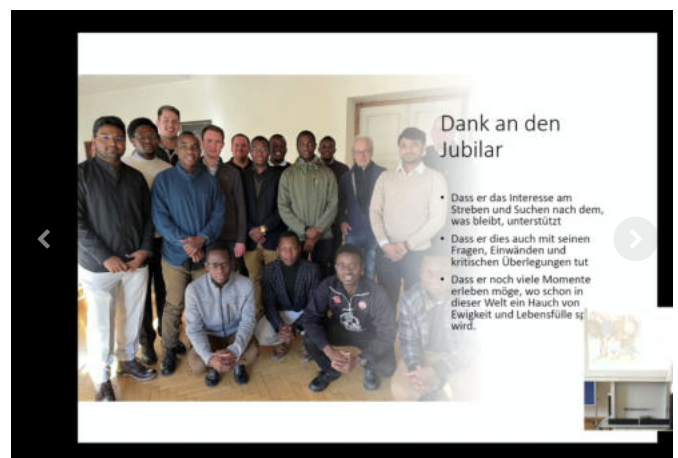 Dank an den
Jubilar
• Dass er das Interesse am
Streben und Suchen nach dem,
was bleibt, unterstützt
• Dass er dies auch mit seinen
Fragen, Einwänden und
kritischen Überlegungen tut
• Dass er noch viele Momente
erleben möge, wo schon in
dieser Welt ein Hauch von
Ewigkeit und Lebensfülle
wird.